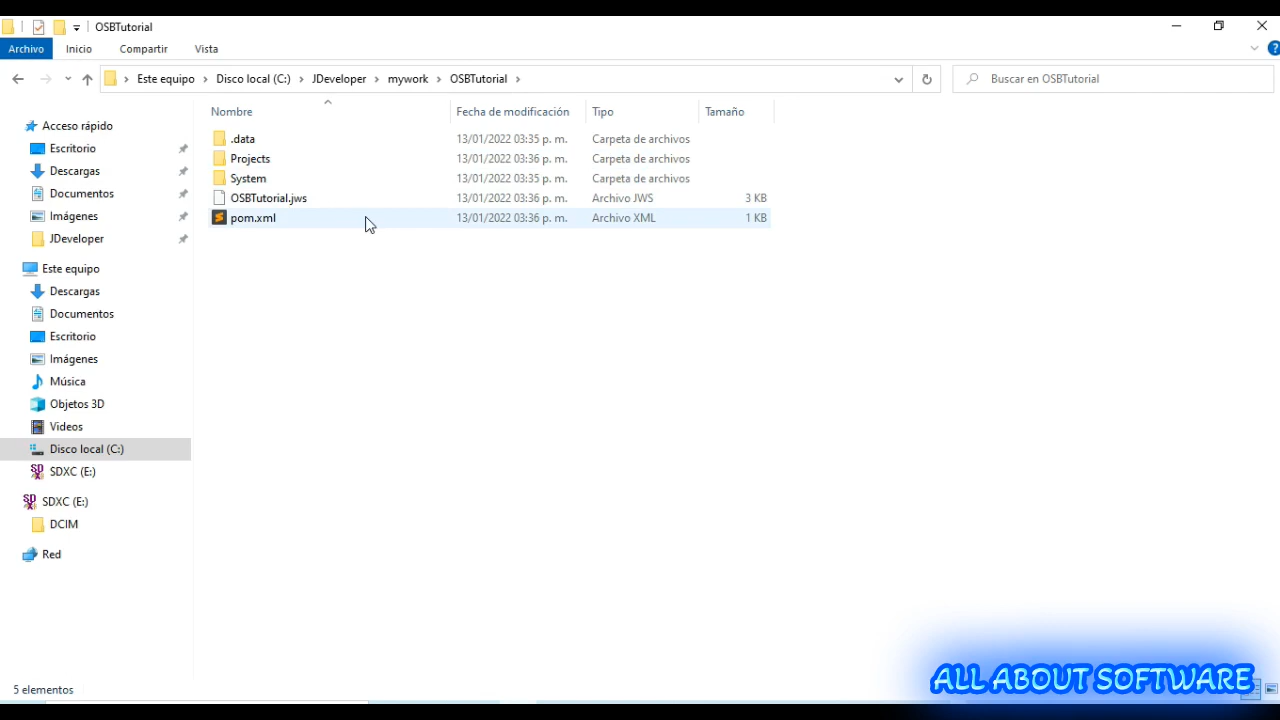 OSBTutorial
Archivo Inicio Compartir Vista
Este equipo Disco local (C:) JDeveloper mywork OSBTutorial Buscar en OSBTutorial
Nombre Fecha de modificación Tipo Tamaño
.data 13/01/2022 03:35 p. m. Carpeta de archivos
Projects 13/01/2022 03:36 p. m. Carpeta de archivos
System 13/01/2022 03:35 p. m. Carpeta de archivos
OSBTutorial.jws 13/01/2022 03:36 p. m. Archivo JWS 3 KB
pom.xml 13/01/2022 03:36 p. m. Archivo XML 1 KB
Acceso rápido
Escritorio
Descargas
Documentos
Imágenes
JDeveloper
Este equipo
Descargas
Documentos
Escritorio
Imágenes
Música
Objetos 3D
Videos
Disco local (C:)
SDXC (E:)
SDXC (E:)
DCIM
Red
5 elementos
ALL ABOUT SOFTWARE